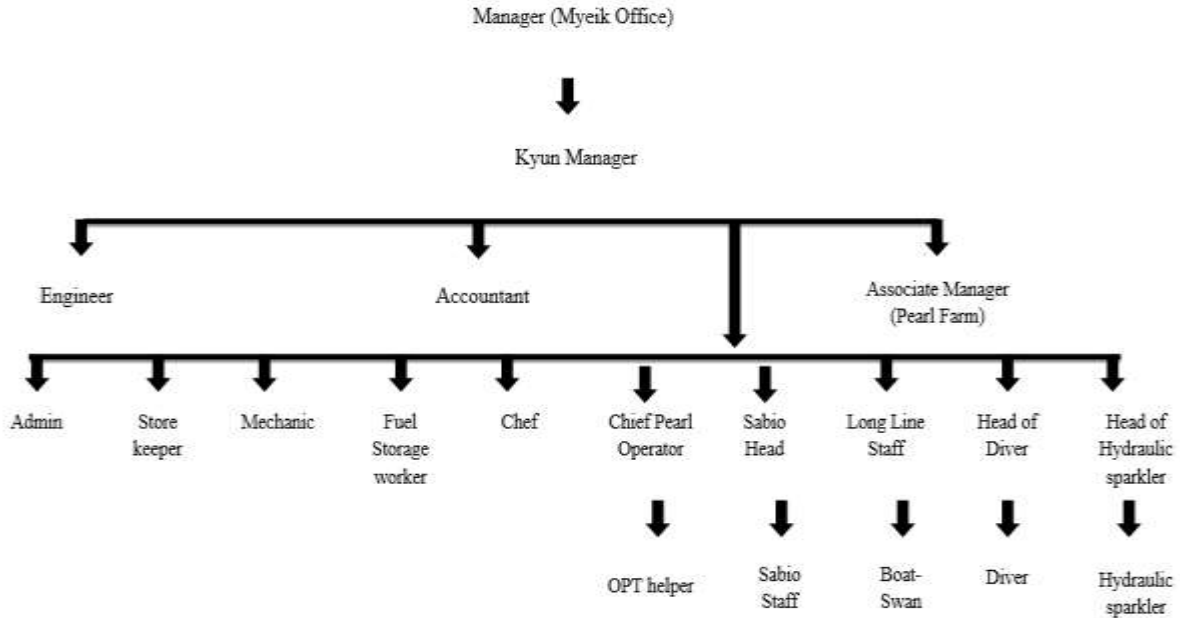 Manager (Myeik Office)
Kyun Manager
Engineer
Accountant
Associate Manager
(Pearl Farm)
Admin
Store
keeper
Mechanic
Fuel
Storage
worker
Chef
Chief Pearl
Operator
Sabio
Head
Long Line
Staff
Head of
Diver
Head of
Hydraulic
sparkler
OPT helper
Sabio
Staff
Boat-
Swan
Diver
Hydraulic
sparkler